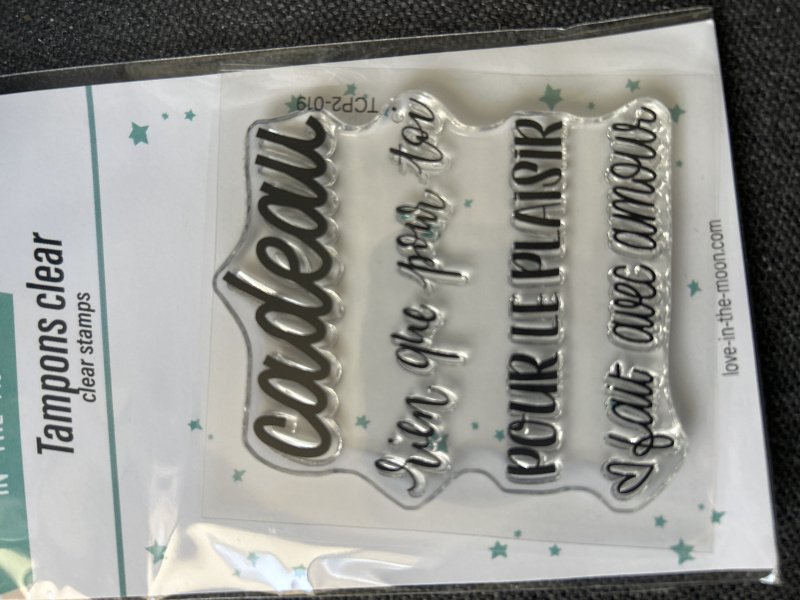 Tampons clear
clear stamps
TCP2-019
cadeau
rien que pour toi
POUR LE PLAISIR
fait avec amour
love-in-the-moon.com